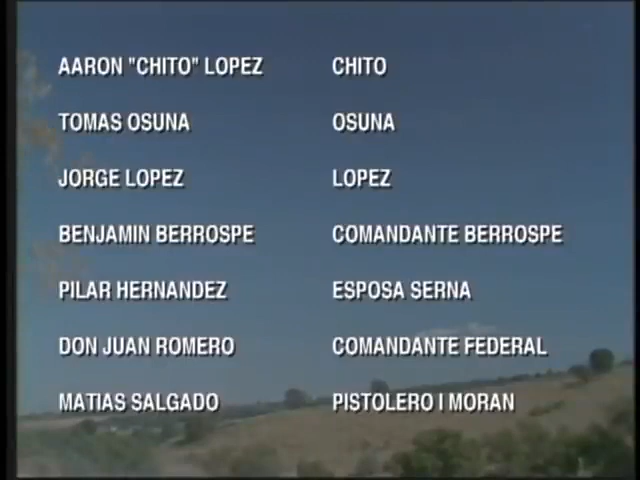 AARON "CHITO" LOPEZ CHITO
TOMAS OSUNA OSUNA
JORGE LOPEZ LOPEZ
BENJAMIN BERROSPE COMANDANTE BERROSPE
PILAR HERNANDEZ ESPOSA SERNA
DON JUAN ROMERO COMANDANTE FEDERAL
MATIAS SALGADO PISTOLERO I MORAN